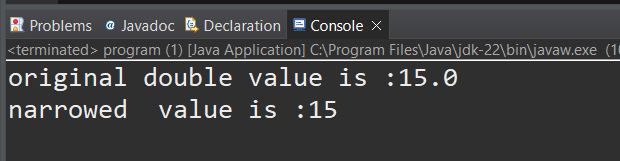 Problems @ Javadoc Declaration Console ×
<terminated> program (1) [Java Application] C:\Program Files\Java\jdk-22\bin\javaw.exe (10
original double value is :15.0
narrowed  value is :15